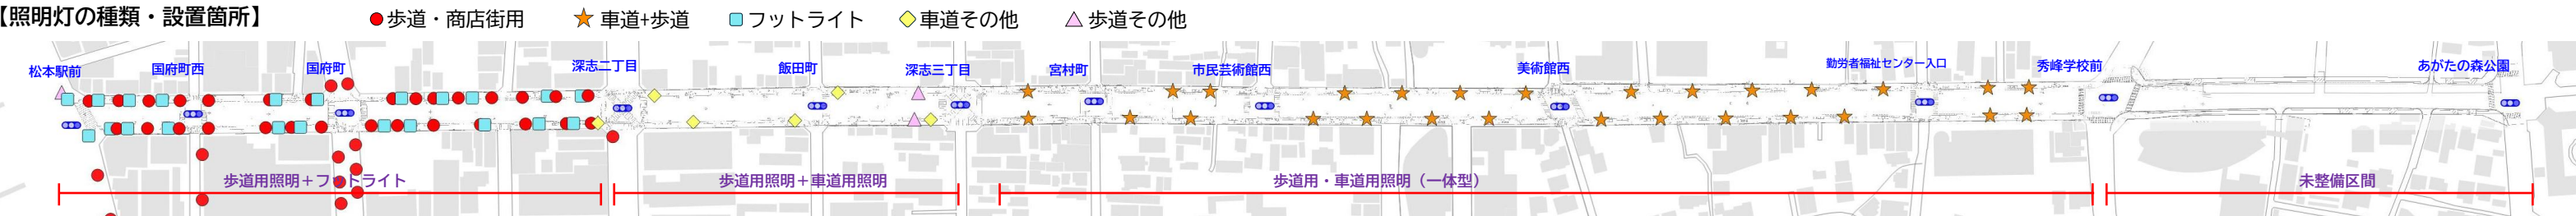 【照明灯の種類・設置箇所】
歩道・商店街用
車道+歩道
フットライト
車道その他
歩道その他
松本駅前
国府町西
国府町
深志二丁目
飯田町
深志三丁目
宮村町
市民芸術館西
美術館西
勤労者福祉センター入口
秀峰学校前
あがたの森公園
歩道用照明＋フットライト
歩道用照明＋車道用照明
歩道用・車道用照明（一体型）
未整備区間